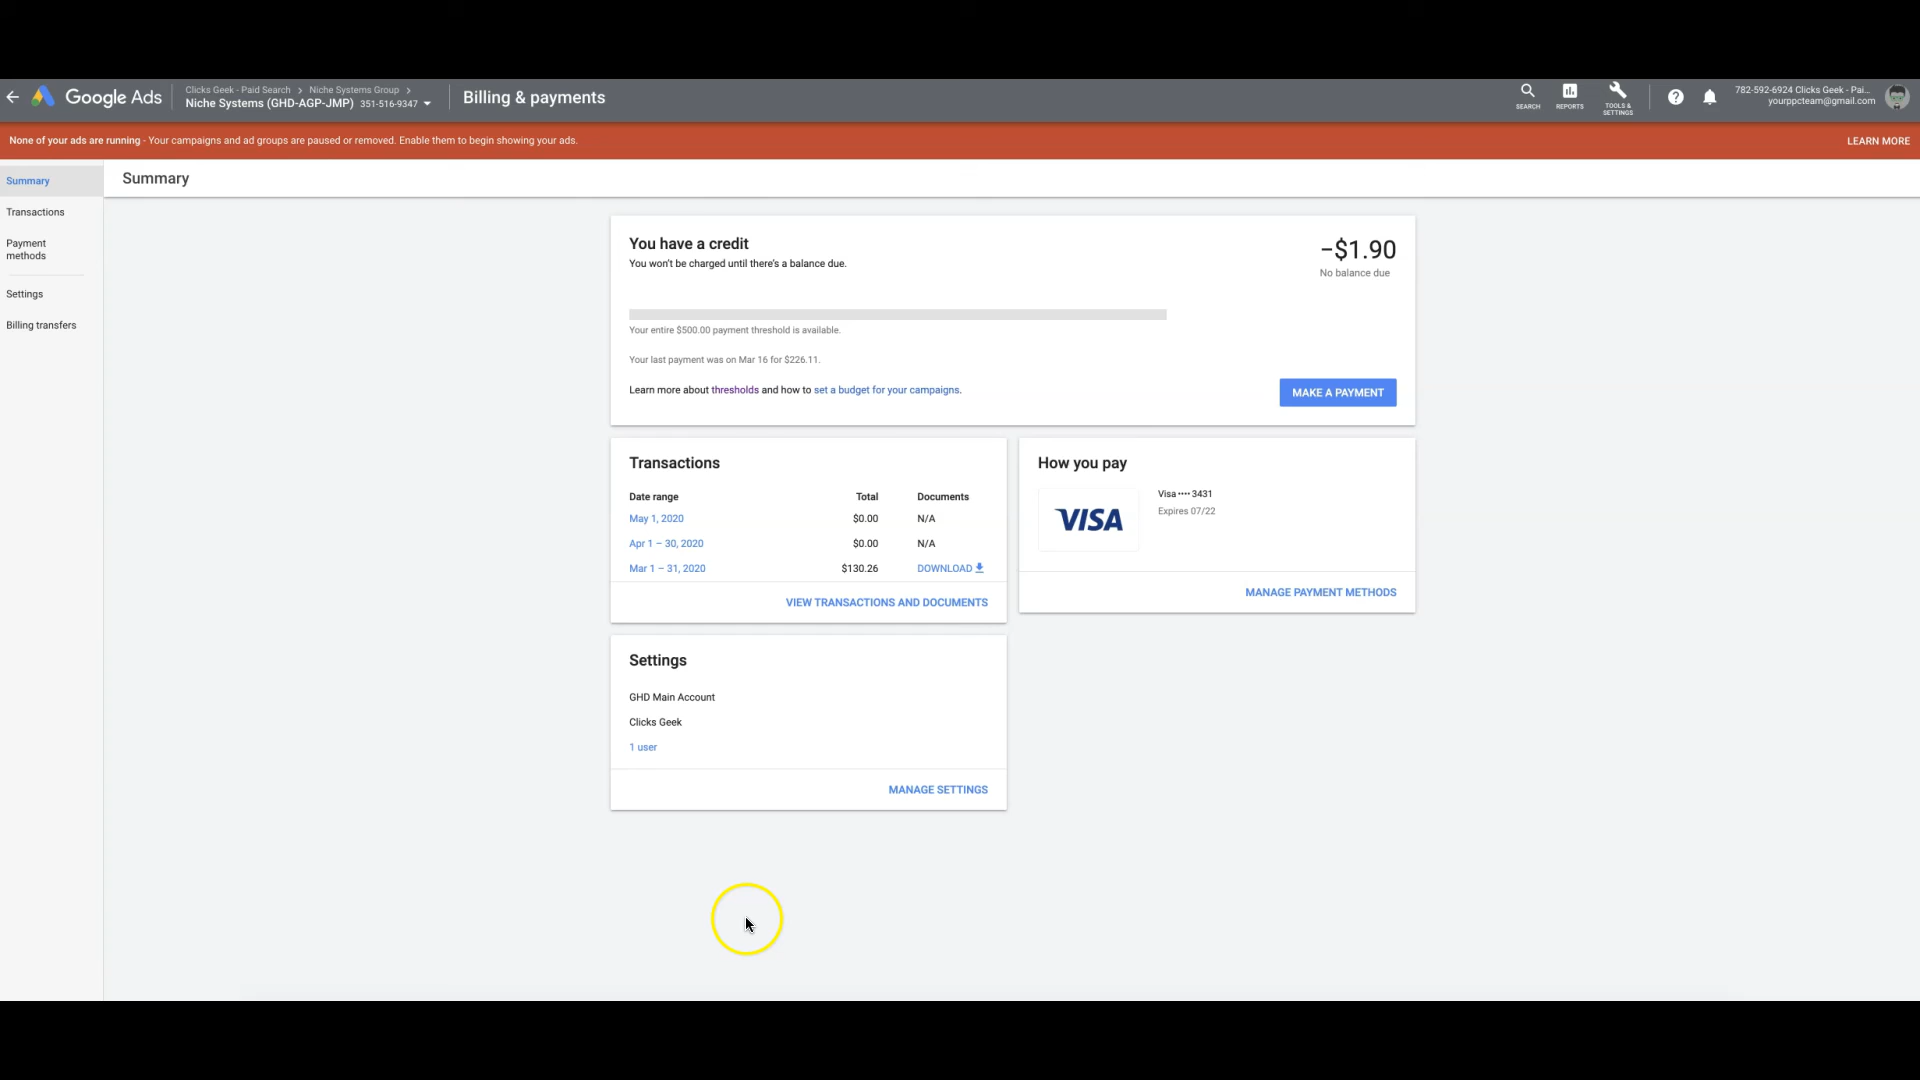 Google Ads
Clicks Geek - Paid Search > Niche Systems Group >
Niche Systems (GHD-AGP-JMP) 351-516-9347
Billing & payments
SEARCH
REPORTS
TOOLS &
SETTINGS
782-592-6924 Clicks Geek - Pai...
yourppcteam@gmail.com
None of your ads are running - Your campaigns and ad groups are paused or removed. Enable them to begin showing your ads.
LEARN MORE
Summary
Transactions
Payment
methods
Settings
Billing transfers
Summary
You have a credit
You won't be charged until there's a balance due.
−$1.90
No balance due
Your entire $500.00 payment threshold is available.
Your last payment was on Mar 16 for $226.11.
Learn more about thresholds and how to set a budget for your campaigns.
MAKE A PAYMENT
Transactions
Date range Total Documents
May 1, 2020 $0.00 N/A
Apr 1 – 30, 2020 $0.00 N/A
Mar 1 – 31, 2020 $130.26 DOWNLOAD
VIEW TRANSACTIONS AND DOCUMENTS
How you pay
VISA
Visa •••• 3431
Expires 07/22
MANAGE PAYMENT METHODS
Settings
GHD Main Account
Clicks Geek
1 user
MANAGE SETTINGS